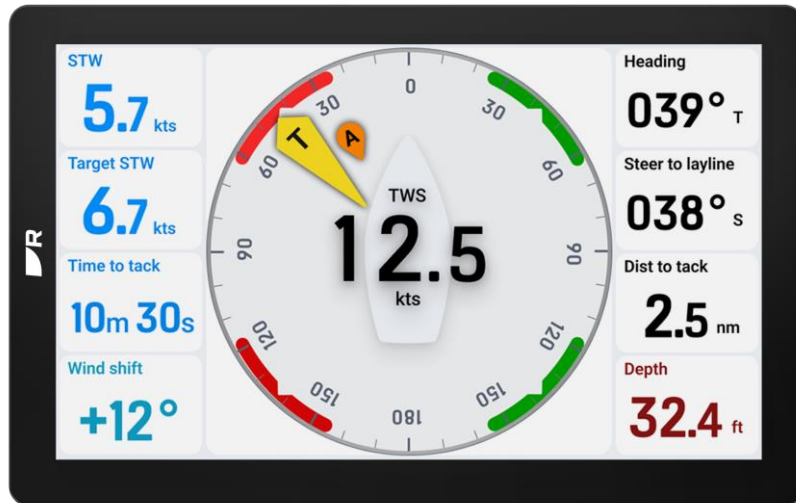 STW
5.7 kts
Target STW
6.7 kts
Time to tack
10m 30s
Wind shift
+12°
R
0
30
30
60
60
90
90
120
120
150
150
180
T
A
TWS
12.5
kts
Heading
039° T
Steer to layline
038° S
Dist to tack
2.5 nm
Depth
32.4 ft